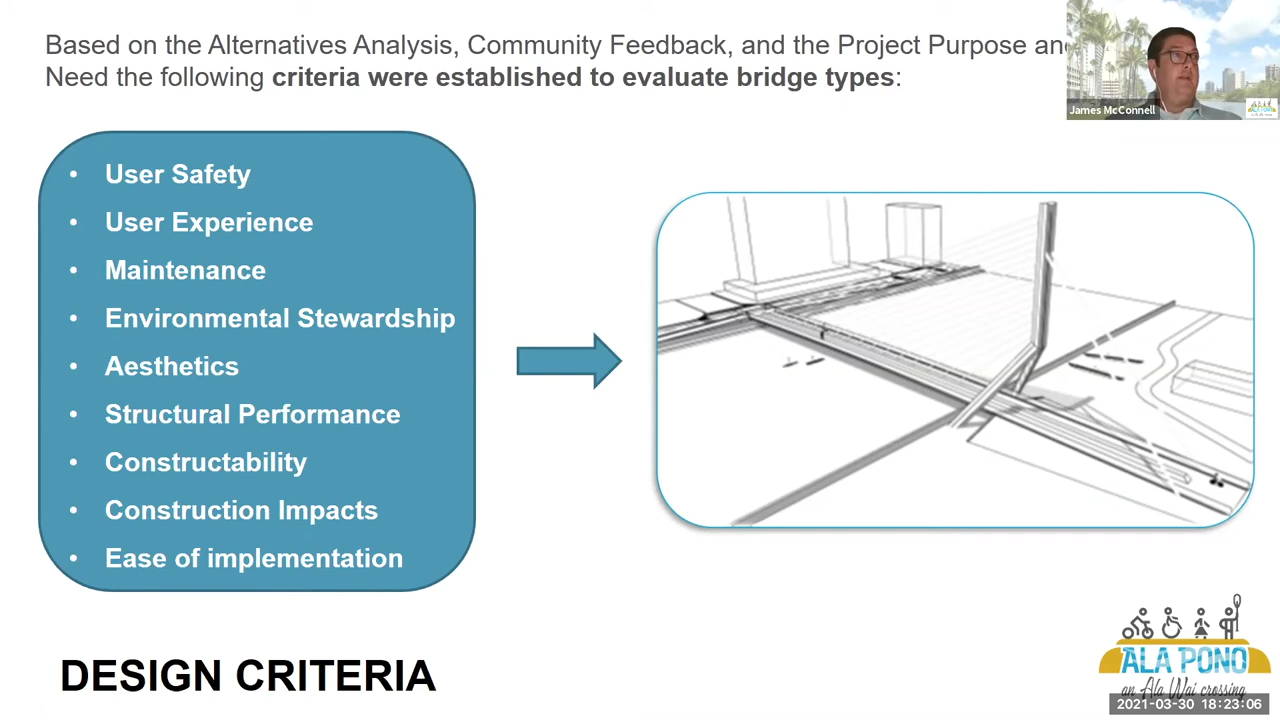 Based on the Alternatives Analysis, Community Feedback, and the Project Purpose
Need the following criteria were established to evaluate bridge types:
James McConnell
• User Safety
• User Experience
• Maintenance
• Environmental Stewardship
• Aesthetics
• Structural Performance
• Constructability
• Construction Impacts
• Ease of implementation
DESIGN CRITERIA
ALA PONO
an Ala Wai crossing
2021-03-30 18:23:06